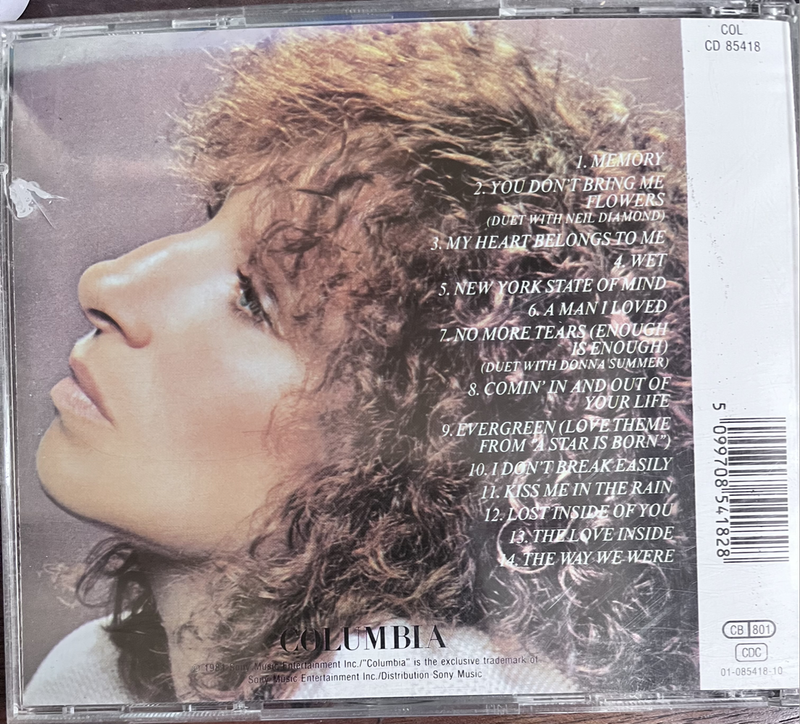 COL
CD 85418
1. MEMORY
2. YOU DON'T BRING ME
FLOWERS
(DUET WITH NEIL DIAMOND)
3. MY HEART BELONGS TO ME
4. WET
5. NEW YORK STATE OF MIND
6. A MAN I LOVED
7. NO MORE TEARS (ENOUGH
IS ENOUGH)
(DUET WITH DONNA SUMMER)
8. COMIN' IN AND OUT OF
YOUR LIFE
9. EVERGREEN (LOVE THEME
FROM "A STAR IS BORN")
10. I DON'T BREAK EASILY
11. KISS ME IN THE RAIN
12. LOST INSIDE OF YOU
13. THE LOVE INSIDE
14. THE WAY WE WERE
5 099708 541828
COLUMBIA
Sony Music Entertainment Inc./"Columbia" is the exclusive trademark of
Sony Music Entertainment Inc./Distribution Sony Music
CB 801
CDC
01-085418-10